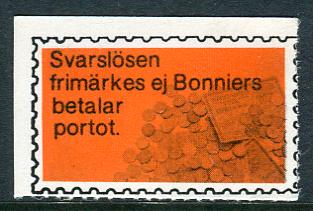 Svarslösen
frimärkes ej Bonniers
betalar
portot.